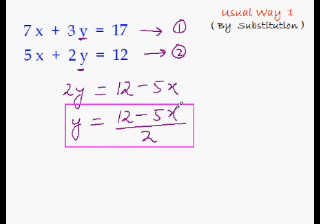 Usual Way 1
(By Substitution)
7x + 3y = 17 → ①
5x + 2y = 12 → ②
2y = 12 - 5x
y = (12 - 5x)/2